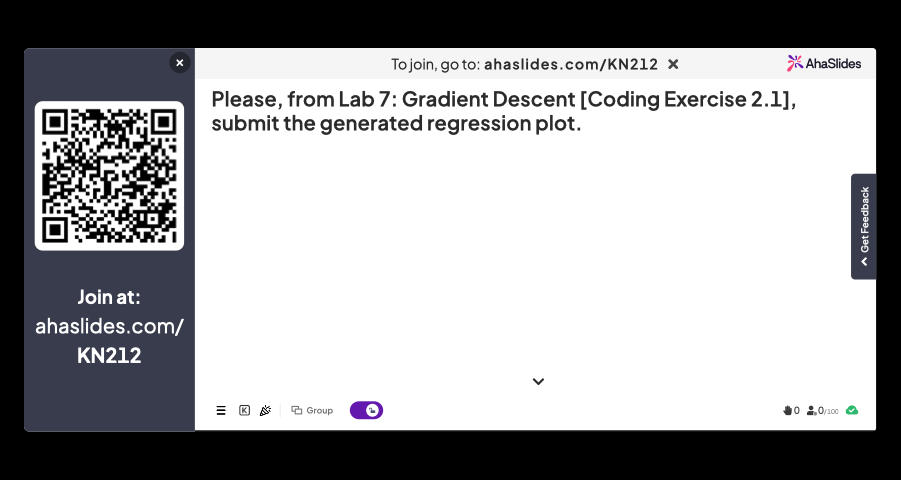 To join, go to: ahaslides.com/KN212
AhaSlides
Please, from Lab 7: Gradient Descent [Coding Exercise 2.1],
submit the generated regression plot.
Join at:
ahaslides.com/
KN212
Get Feedback
K
Group
0
0/100